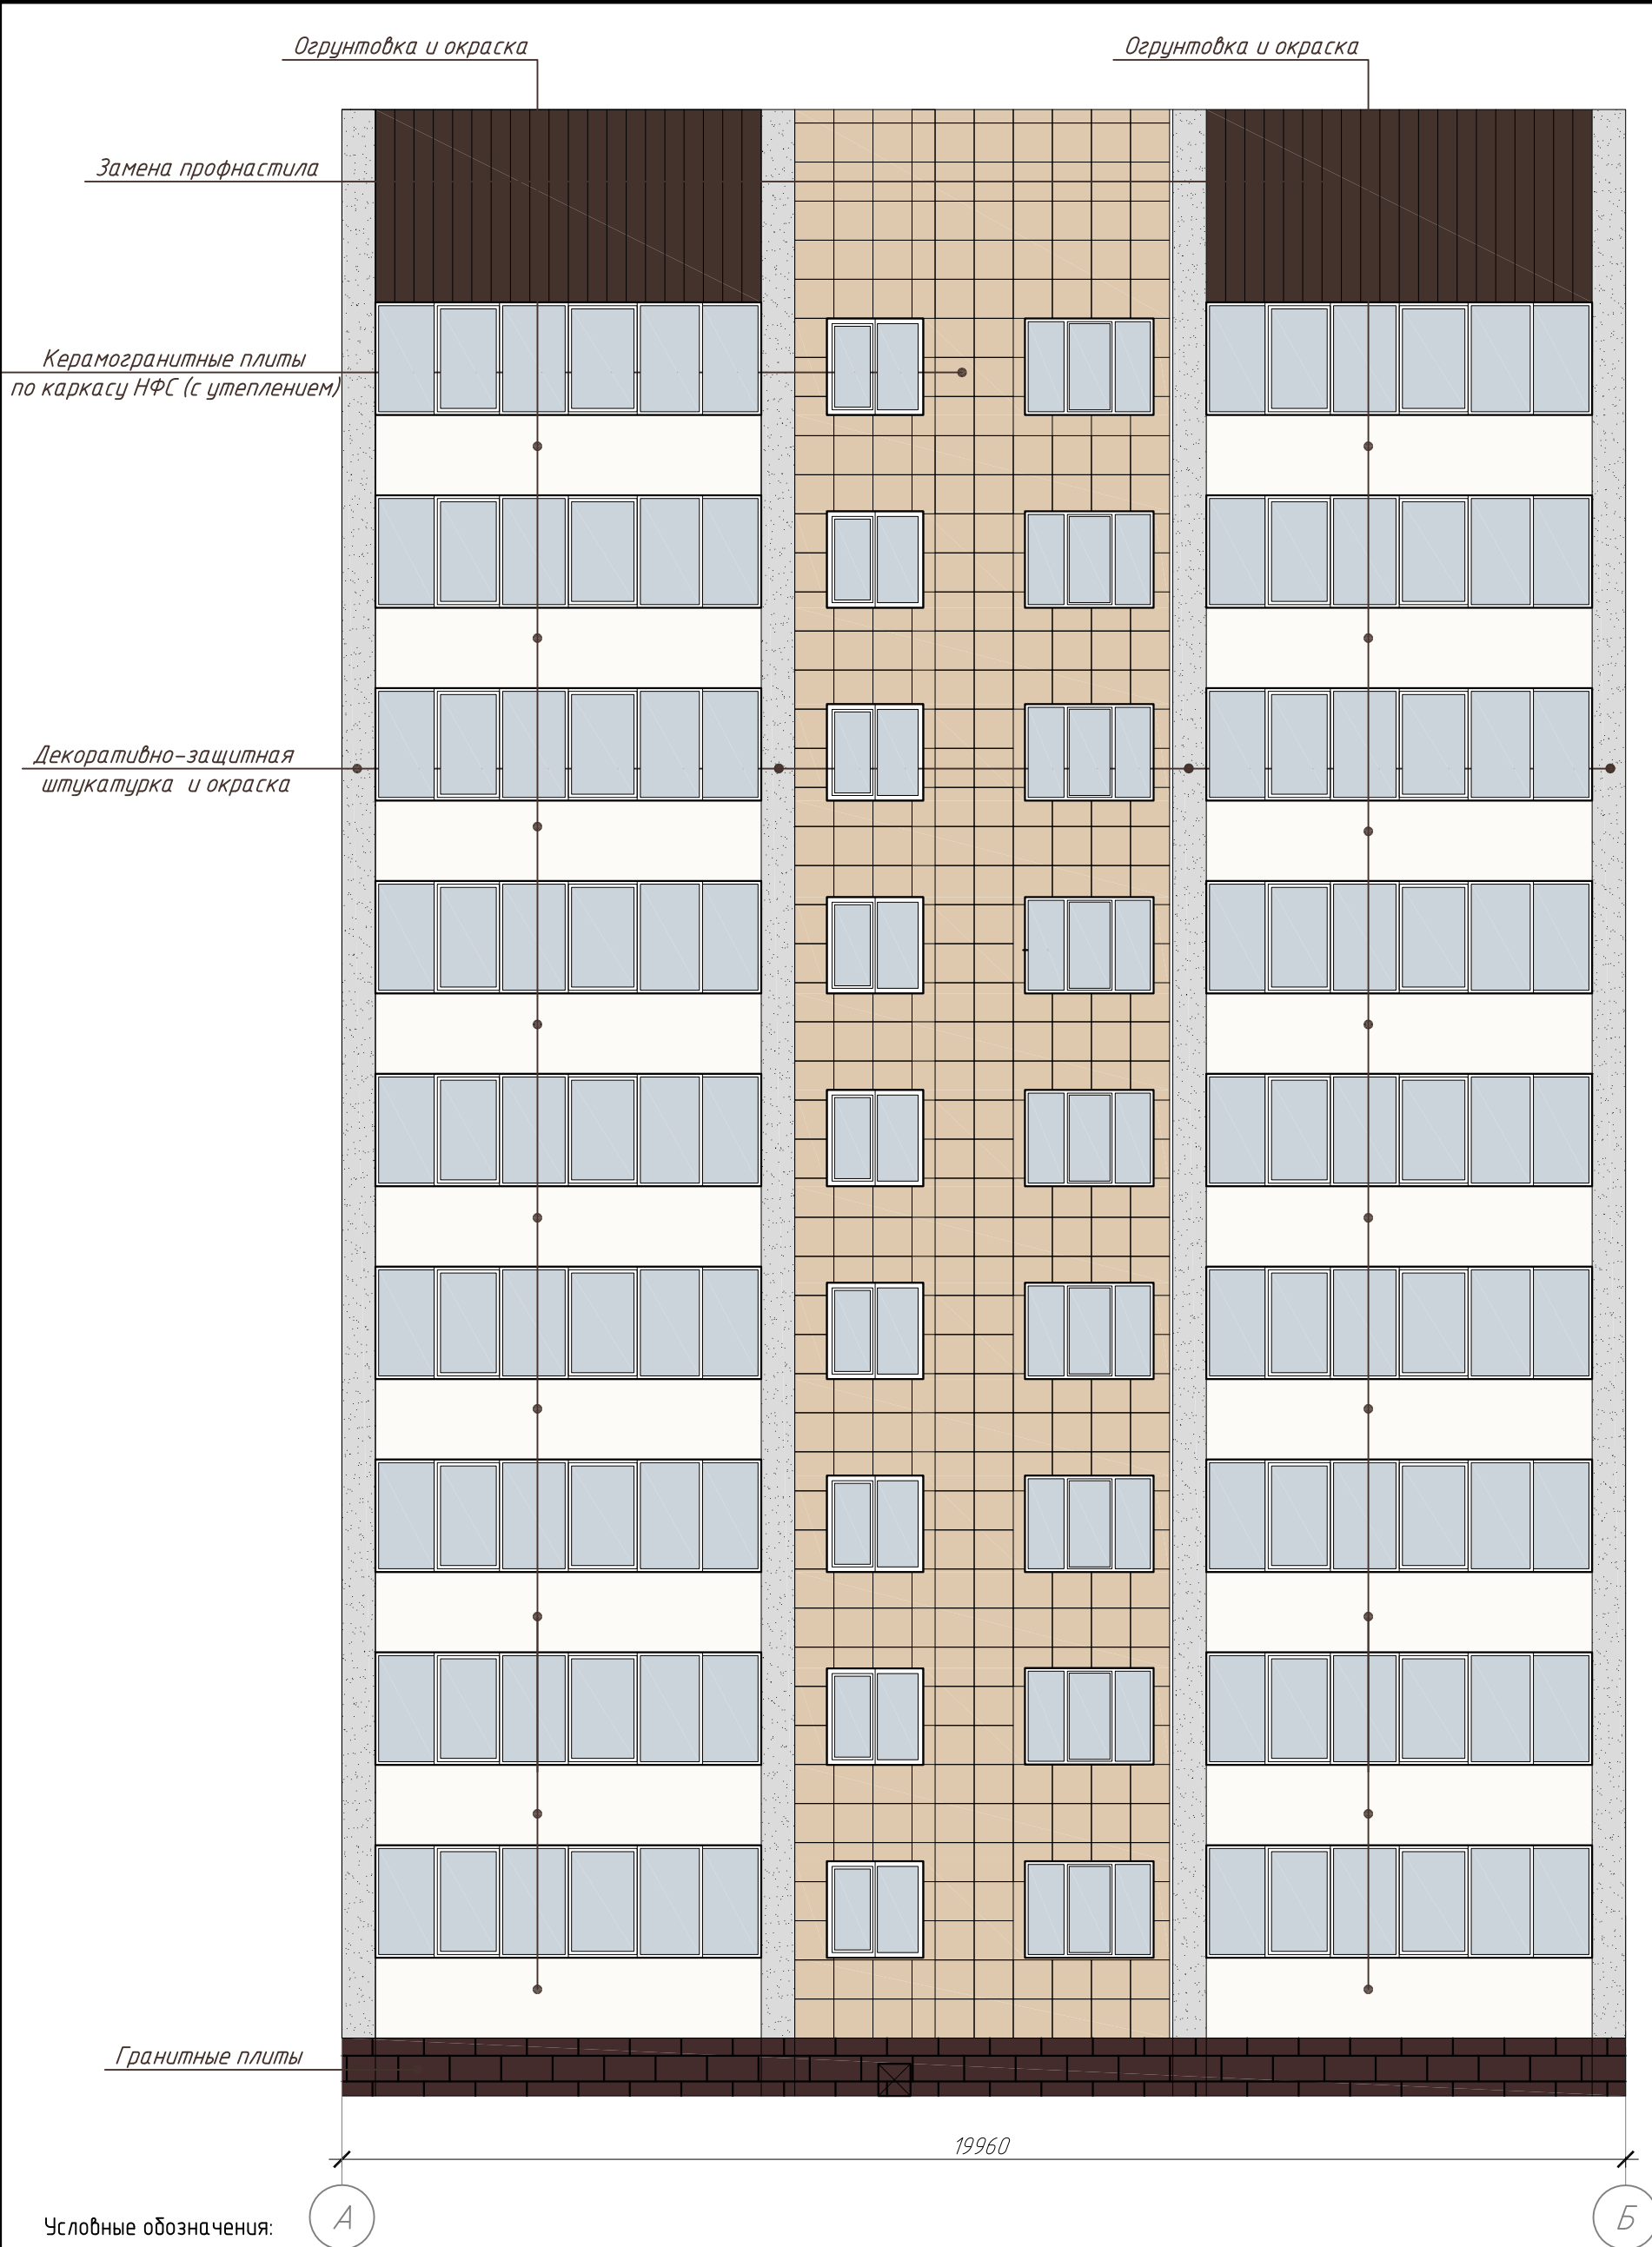 Огрунтовка и окраска
Огрунтовка и окраска
Замена профнастила
Керамогранитные плиты
по каркасу НФС (с утеплением)
Декоративно-защитная
штукатурка и окраска
Гранитные плиты
19960
А
Б
Условные обозначения: